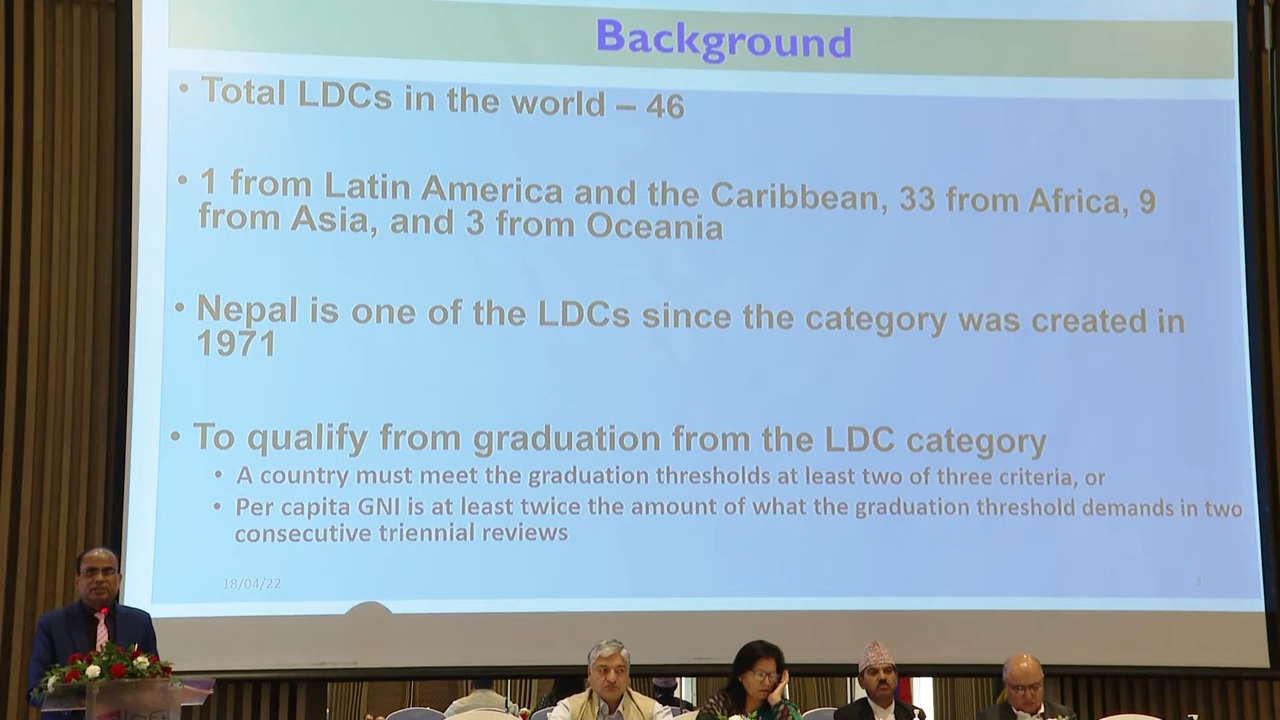 Background
• Total LDCs in the world – 46
• 1 from Latin America and the Caribbean, 33 from Africa, 9
from Asia, and 3 from Oceania
• Nepal is one of the LDCs since the category was created in
1971
• To qualify from graduation from the LDC category
• A country must meet the graduation thresholds at least two of three criteria, or
• Per capita GNI is at least twice the amount of what the graduation threshold demands in two
consecutive triennial reviews
18/04/22
3